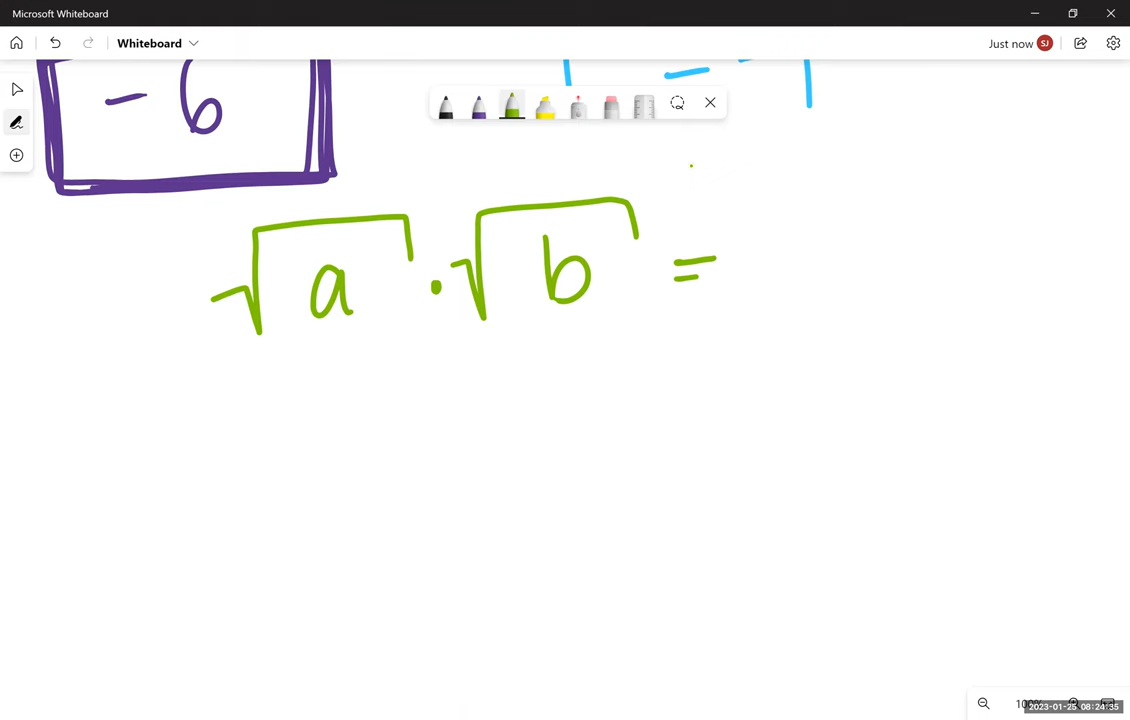 Microsoft Whiteboard
Whiteboard
Just now SJ
- 6
√a · √b =
2023-01-25 08:24:35